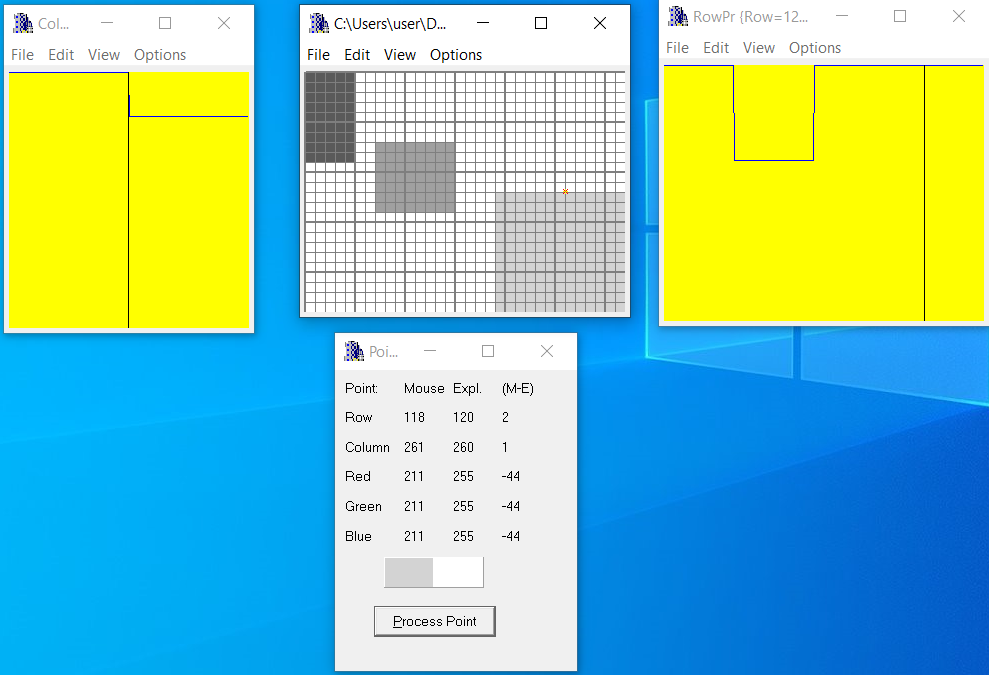 Col...
File Edit View Options
C:\Users\user\D...
File Edit View Options
RowPr {Row=12...
File Edit View Options
Poi...
Point: Mouse Expl. (M-E)
Row 118 120 2
Column 261 260 1
Red 211 255 -44
Green 211 255 -44
Blue 211 255 -44
Process Point